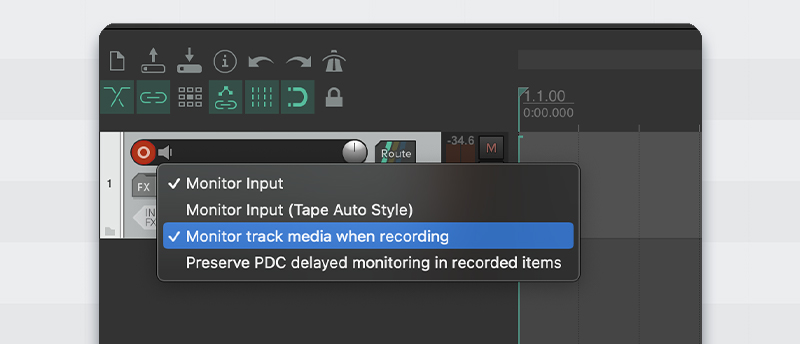 1.1.00
0:00.000
Route
-34.6
M
1
FX
IN
FX
✓ Monitor Input
Monitor Input (Tape Auto Style)
✓ Monitor track media when recording
Preserve PDC delayed monitoring in recorded items